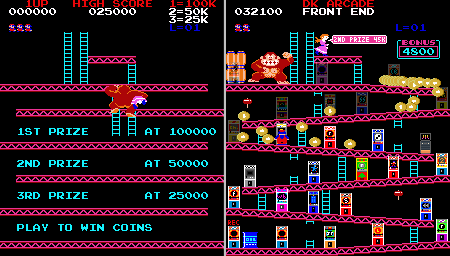 1UP HIGH SCORE 1=100K
000000 025000 2=50K
3=25K
L=01
1ST PRIZE AT 100000
2ND PRIZE AT 50000
3RD PRIZE AT 25000
PLAY TO WIN COINS
DK ARCADE
032100 FRONT END
L=01
2ND PRIZE 45K
BONUS
4800